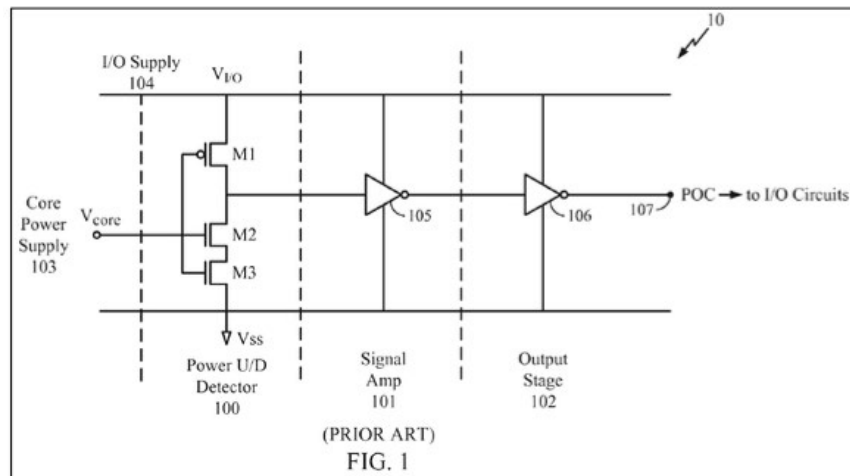 10
I/O Supply
104
V_I/O
M1
105
106
107
POC
to I/O Circuits
Core
Power
Supply
103
V_core
M2
M3
Vss
Power U/D
Detector
100
Signal
Amp
101
Output
Stage
102
(PRIOR ART)
FIG. 1